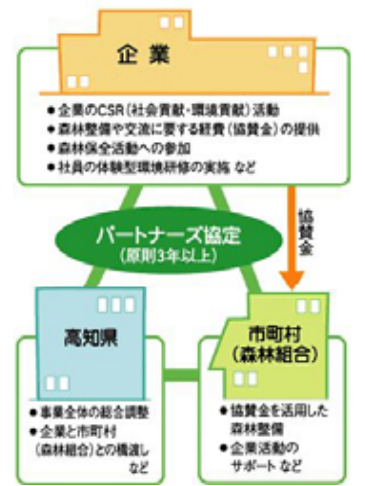 企業
●企業のCSR(社会貢献・環境貢献)活動
●森林整備や交流に要する経費(協賛金)の提供
●森林保全活動への参加
●社員の体験型環境研修の実施 など
協賛金
パートナーズ協定
(原則3年以上)
高知県
●事業全体の総合調整
●企業と市町村
(森林組合)との橋渡し
など
市町村
(森林組合)
●協賛金を活用した
森林整備
●企業活動の
サポート など